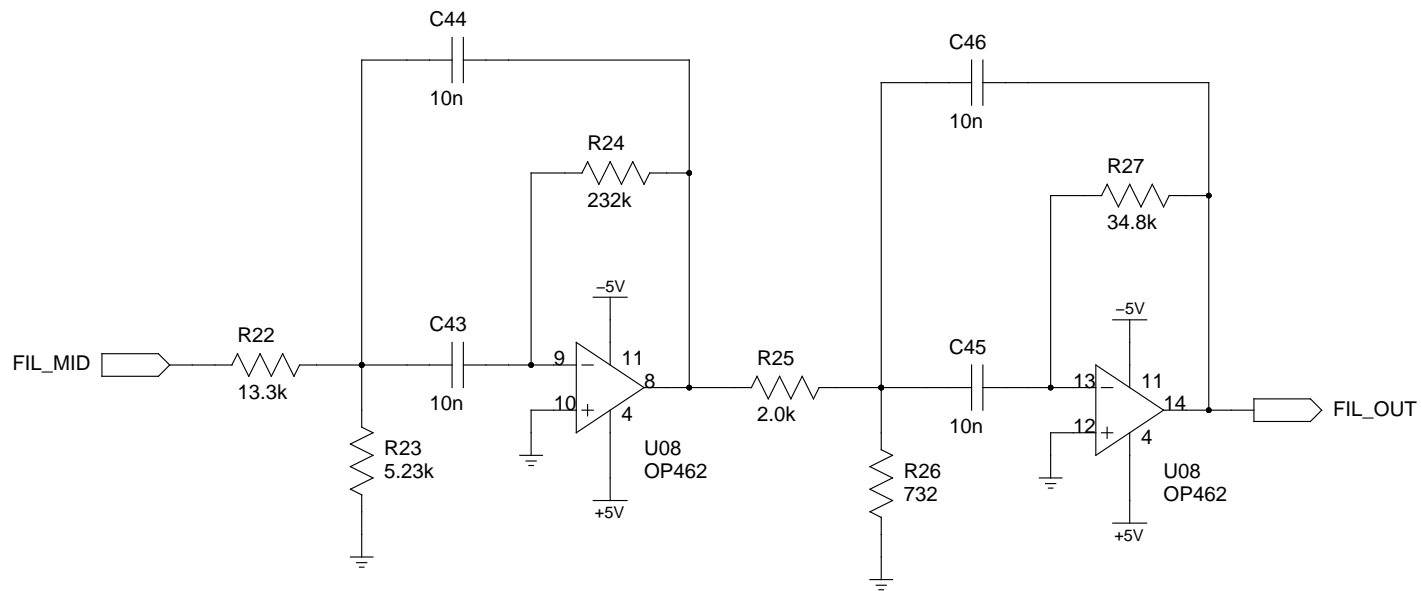 C44
10n
C46
10n
R24
232k
R27
34.8k
–5V
–5V
FIL_MID
R22
13.3k
C43
10n
9
–
11
10
+
8
4
R25
2.0k
C45
10n
13
–
11
12
+
14
4
FIL_OUT
R23
5.23k
U08
OP462
R26
732
U08
OP462
+5V
+5V